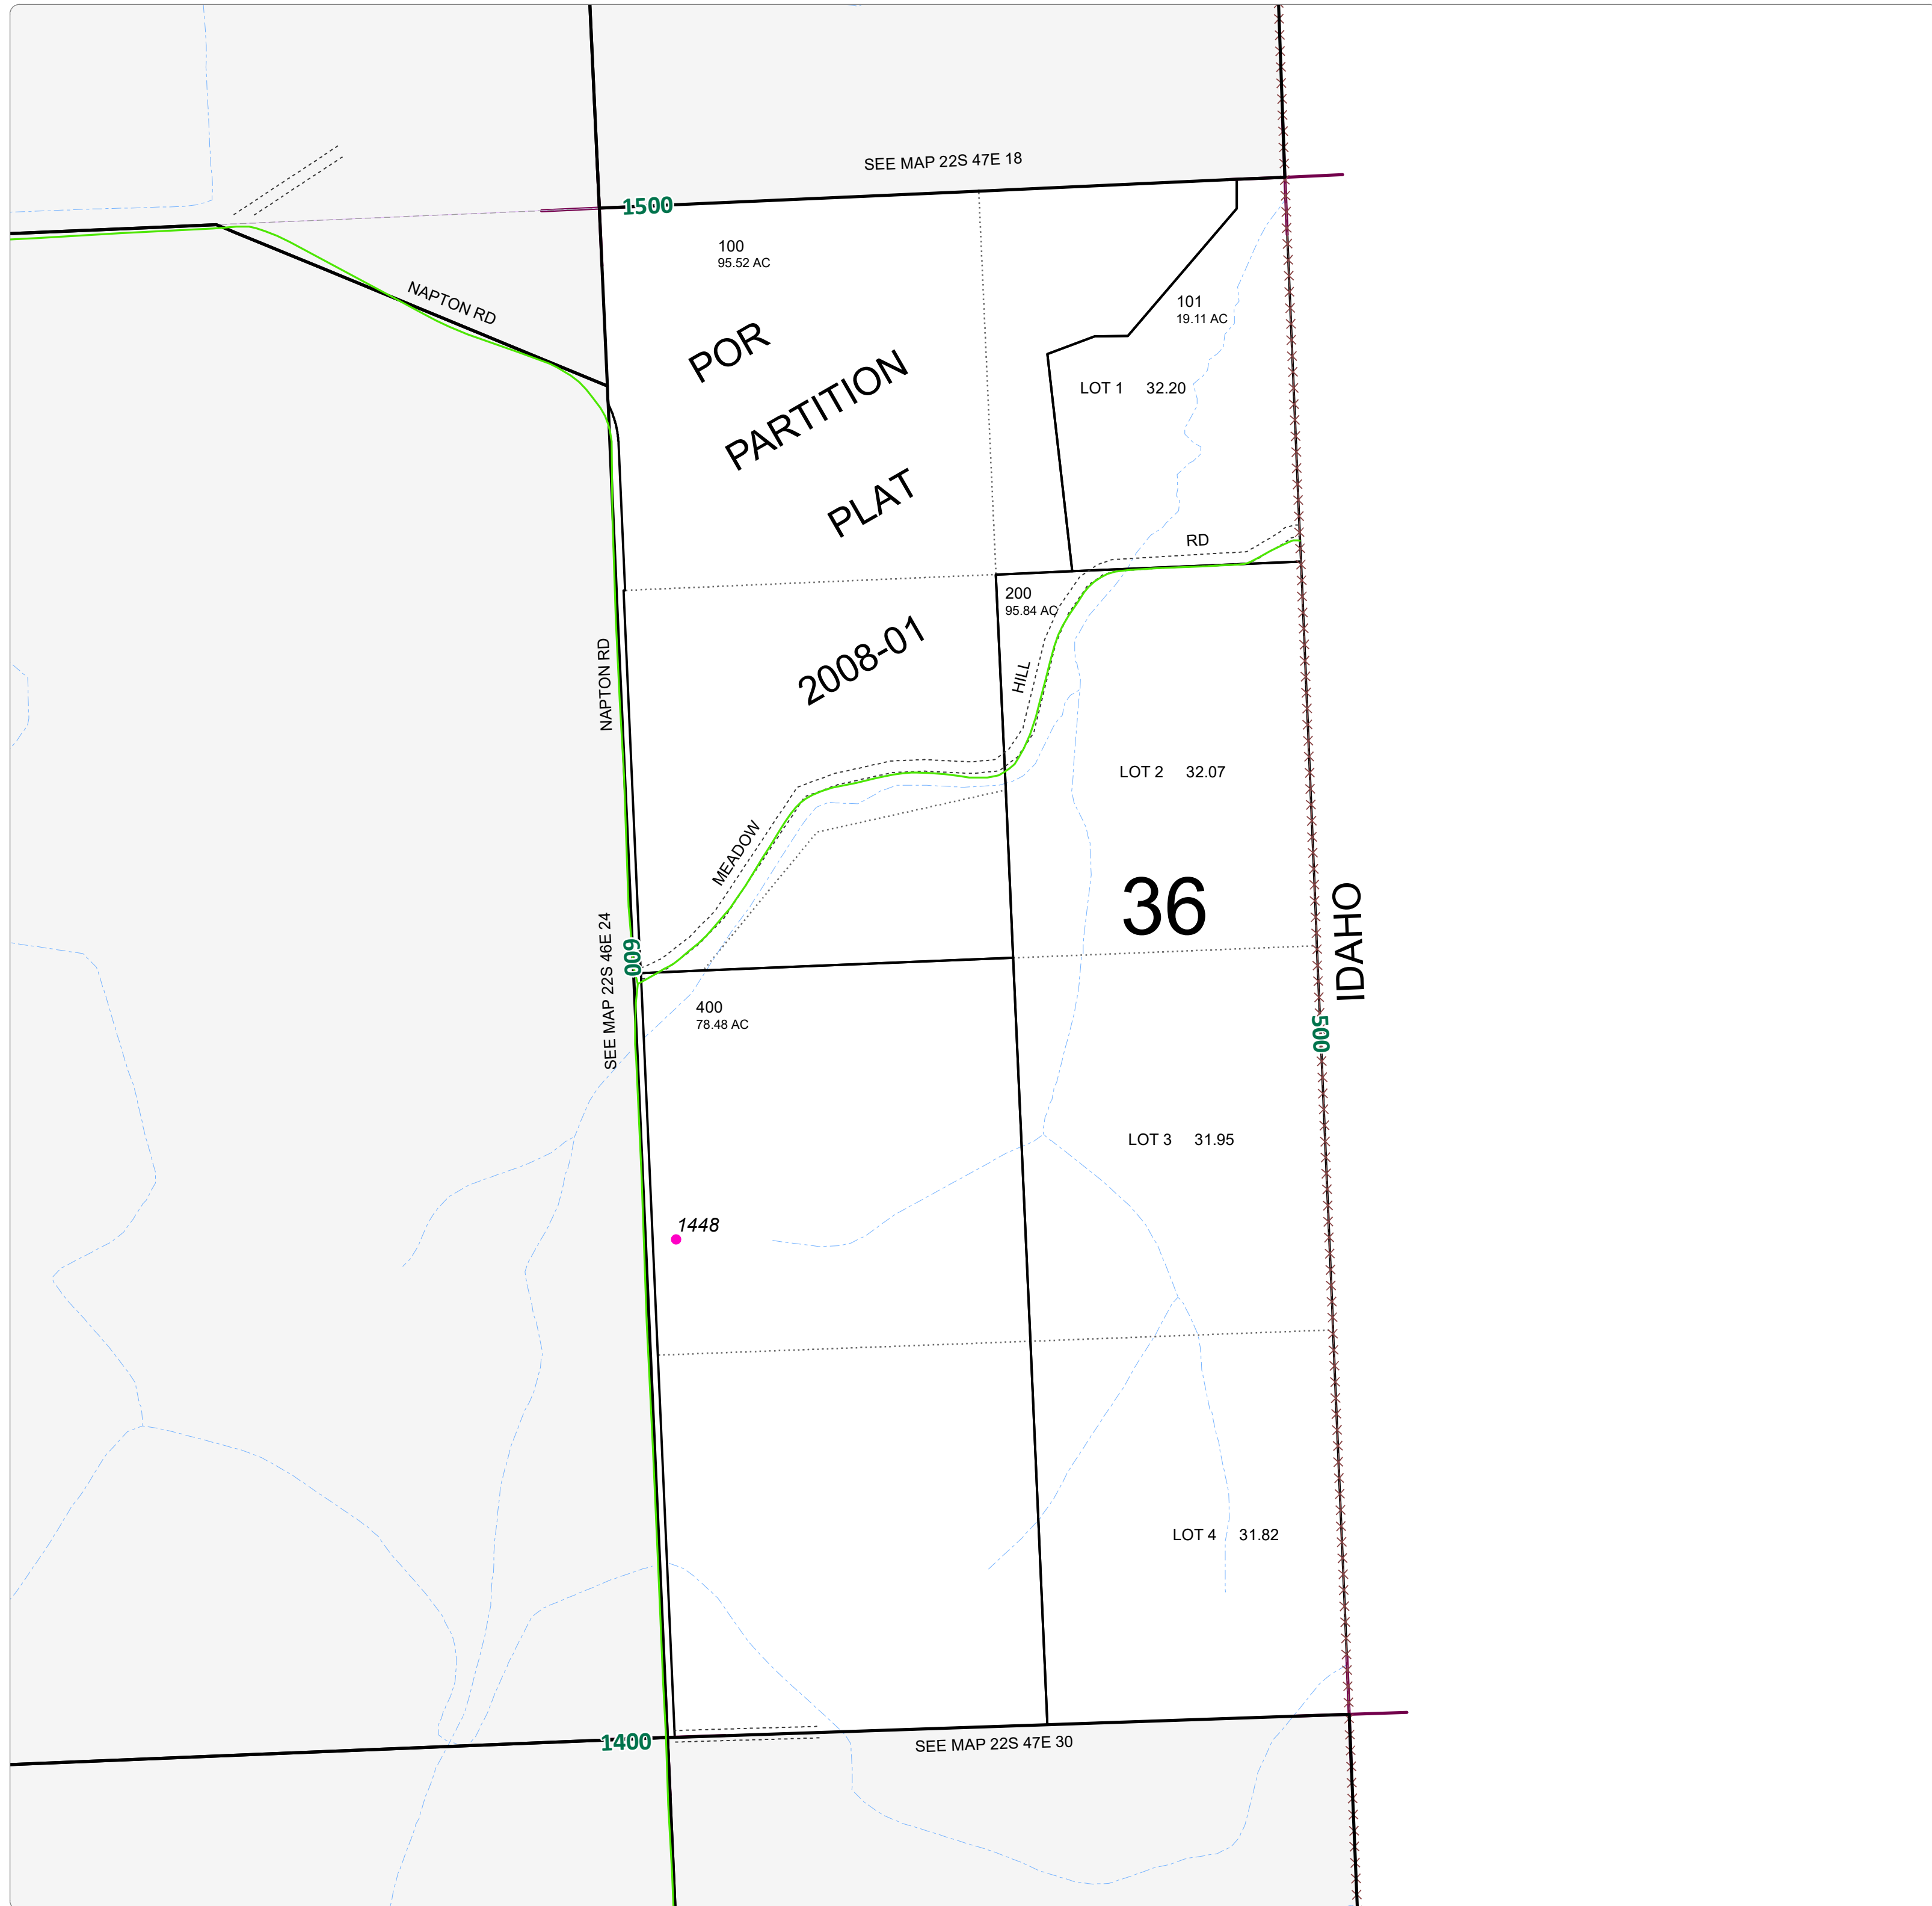 SEE MAP 22S 47E 18
1500
100
95.52 AC
NAPTON RD
101
19.11 AC
POR
PARTITION
PLAT
LOT 1 32.20
RD
200
95.84 AC
2008-01
HILL
NAPTON RD
LOT 2 32.07
MEADOW
36
IDAHO
SEE MAP 22S 46E 24
600
400
78.48 AC
500
LOT 3 31.95
1448
LOT 4 31.82
1400
SEE MAP 22S 47E 30